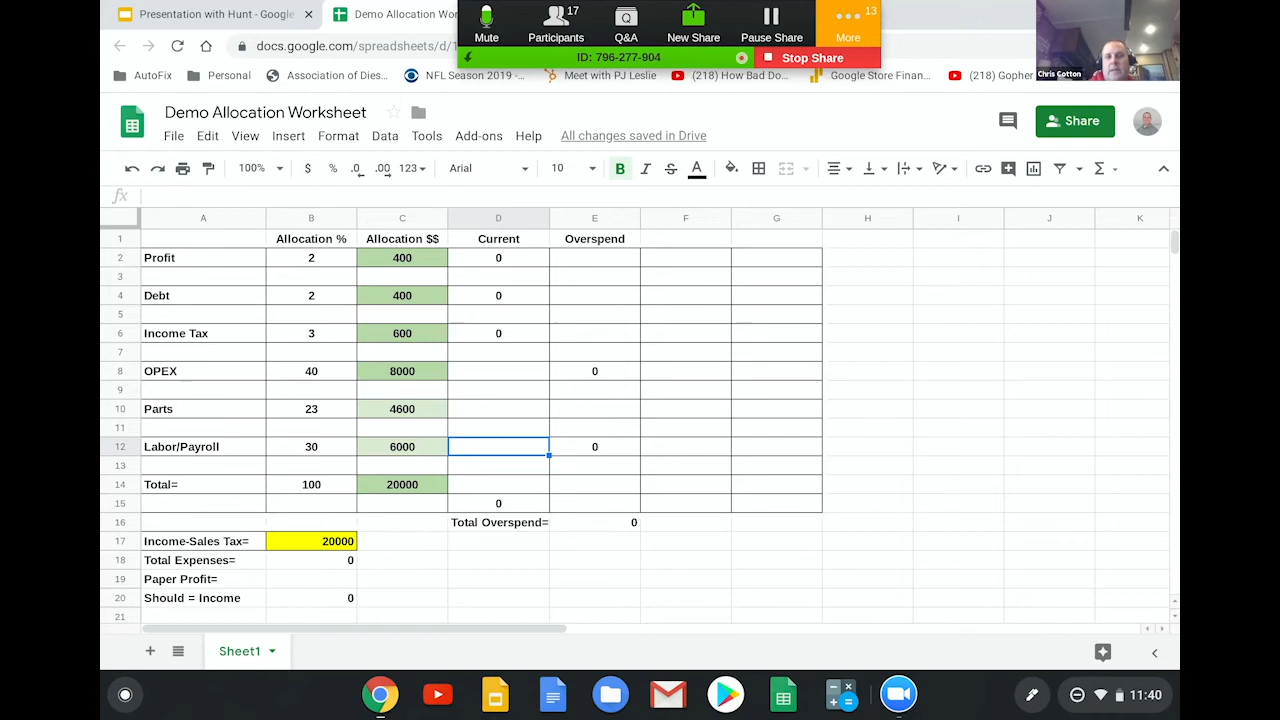 Presentation with Hunt - Google
Demo Allocation Wor
17
13
Mute
Participants
Q&A
New Share
Pause Share
More
ID: 796-277-904
Stop Share
Chris Cotton
docs.google.com/spreadsheets/d/1
AutoFix
Personal
Association of Dies...
NFL Season 2019 -...
Meet with PJ Leslie
(218) How Bad Do...
Google Store Finan...
(218) Gopher
Demo Allocation Worksheet
File Edit View Insert Format Data Tools Add-ons Help All changes saved in Drive
Share
100% $ % .0 .00 123 Arial 10 B I S A Σ
fx
A B C D E F G H I J K
1 Allocation % Allocation $$ Current Overspend
2 Profit 2 400 0
3
4 Debt 2 400 0
5
6 Income Tax 3 600 0
7
8 OPEX 40 8000 0
9
10 Parts 23 4600
11
12 Labor/Payroll 30 6000 0
13
14 Total= 100 20000
15 0
16 Total Overspend= 0
17 Income-Sales Tax= 20000
18 Total Expenses= 0
19 Paper Profit=
20 Should = Income 0
21
Sheet1
11:40